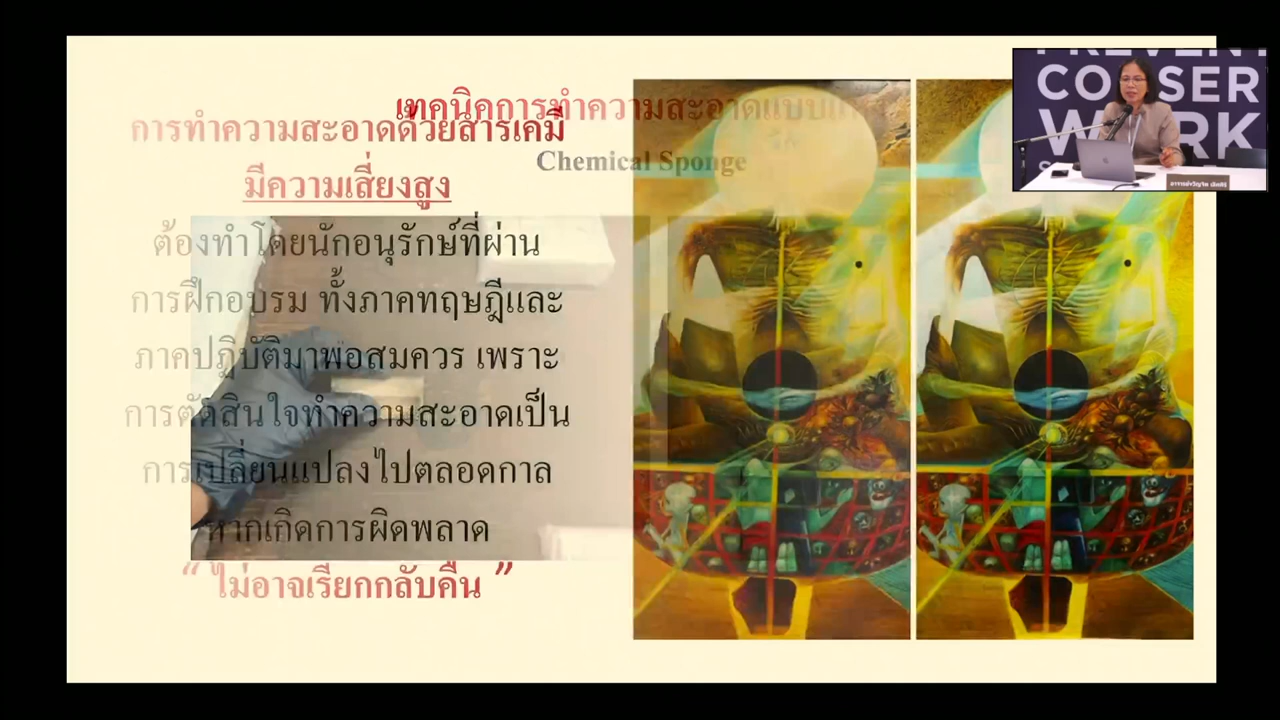 เทคนิคการทำความสะอาดแบบแห้ง
Chemical Sponge
การทำความสะอาดด้วยสารเคมี
มีความเสี่ยงสูง
ต้องทำโดยนักอนุรักษ์ที่ผ่าน
การฝึกอบรม ทั้งภาคทฤษฎีและ
ภาคปฏิบัติมาพอสมควร เพราะ
การตัดสินใจทำความสะอาดเป็น
การเปลี่ยนแปลงไปตลอดกาล
หากเกิดการผิดพลาด
“ ไม่อาจเรียกกลับคืน ”
PREVENT
CO SER
W RK